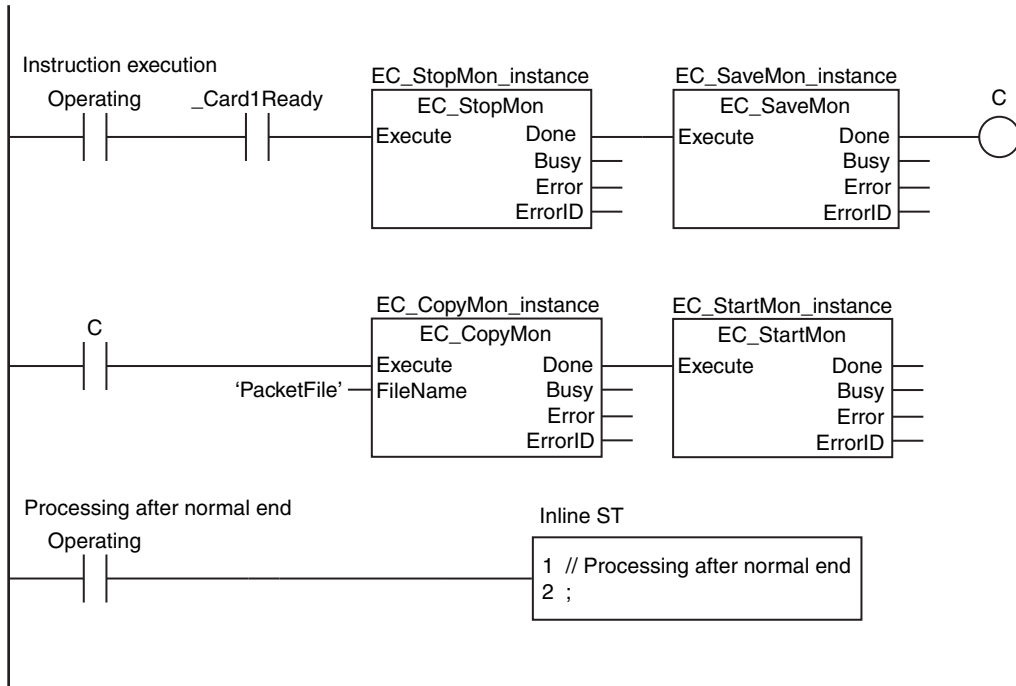 Instruction execution
Operating
_Card1Ready
EC_StopMon_instance
EC_StopMon
Execute
Done
Busy
Error
ErrorID
EC_SaveMon_instance
EC_SaveMon
Execute
Done
Busy
Error
ErrorID
C
C
EC_CopyMon_instance
EC_CopyMon
Execute
Done
‘PacketFile’
FileName
Busy
Error
ErrorID
EC_StartMon_instance
EC_StartMon
Execute
Done
Busy
Error
ErrorID
Processing after normal end
Operating
Inline ST
1 // Processing after normal end
2 ;